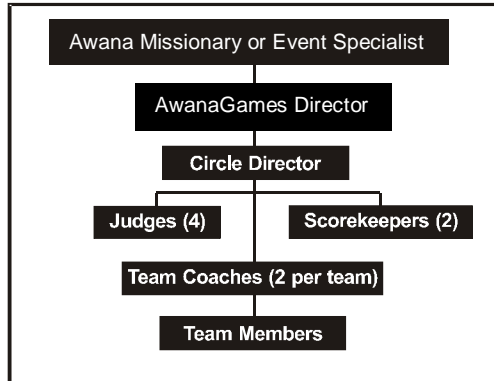 Awana Missionary or Event Specialist
AwanaGames Director
Circle Director
Judges (4)
Scorekeepers (2)
Team Coaches (2 per team)
Team Members